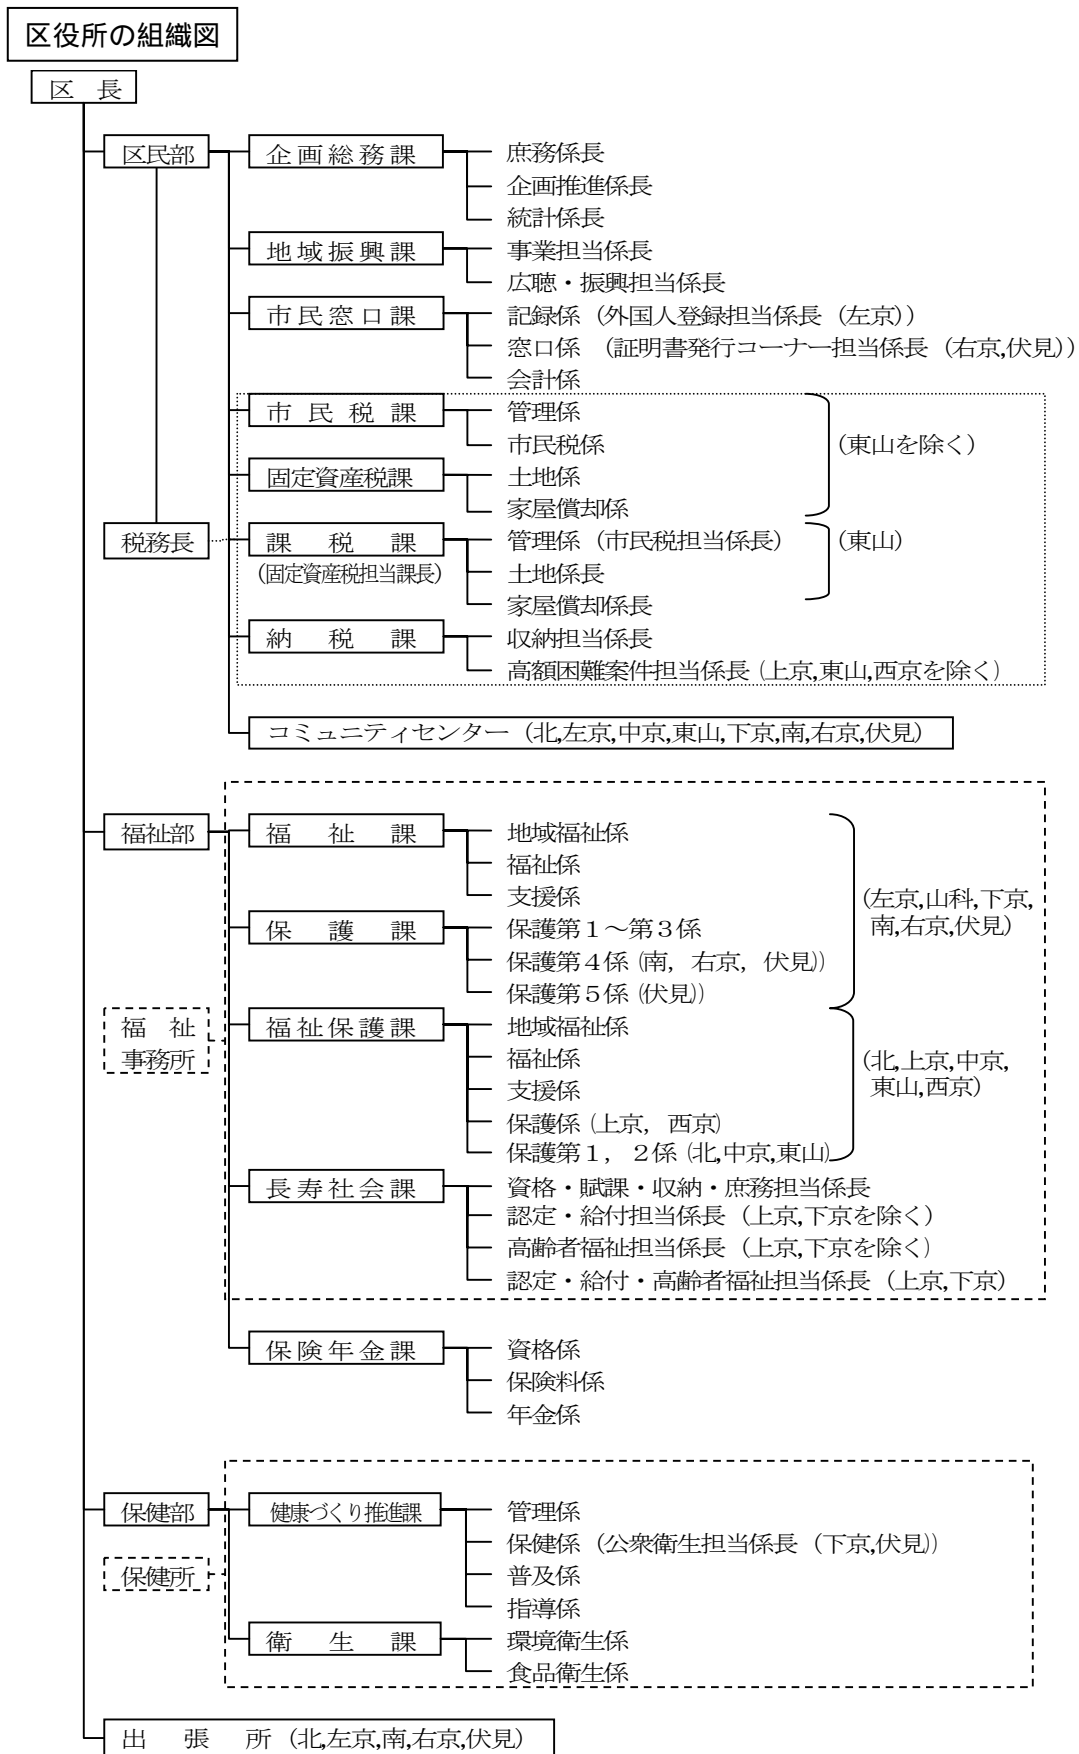 区役所の組織図
区　長
区民部
企画総務課
庶務係長
企画推進係長
統計係長
地域振興課
事業担当係長
広聴・振興担当係長
市民窓口課
記録係（外国人登録担当係長（左京））
窓口係　（証明書発行コーナー担当係長（右京,伏見））
会計係
市民税課
管理係
市民税係
（東山を除く）
固定資産税課
土地係
家屋償却係
税務長
課税課
（固定資産税担当課長）
管理係（市民税担当係長）
（東山）
土地係長
家屋償却係長
納税課
収納担当係長
高額困難案件担当係長（上京,東山,西京を除く）
コミュニティセンター（北,左京,中京,東山,下京,南,右京,伏見）
福祉部
福祉課
地域福祉係
福祉係
支援係
（左京,山科,下京,
南,右京,伏見）
保護課
保護第１～第３係
保護第４係（南，右京，伏見））
保護第５係（伏見））
福祉
事務所
福祉保護課
地域福祉係
福祉係
支援係
（北,上京,中京,
東山,西京）
保護係（上京，西京）
保護第１，２係（北,中京,東山）
長寿社会課
資格・賦課・収納・庶務担当係長
認定・給付担当係長（上京,下京を除く）
高齢者福祉担当係長（上京,下京を除く）
認定・給付・高齢者福祉担当係長（上京,下京）
保険年金課
資格係
保険料係
年金係
保健部
健康づくり推進課
管理係
保健係（公衆衛生担当係長（下京,伏見））
保健所
普及係
指導係
衛生課
環境衛生係
食品衛生係
出張所（北,左京,南,右京,伏見）